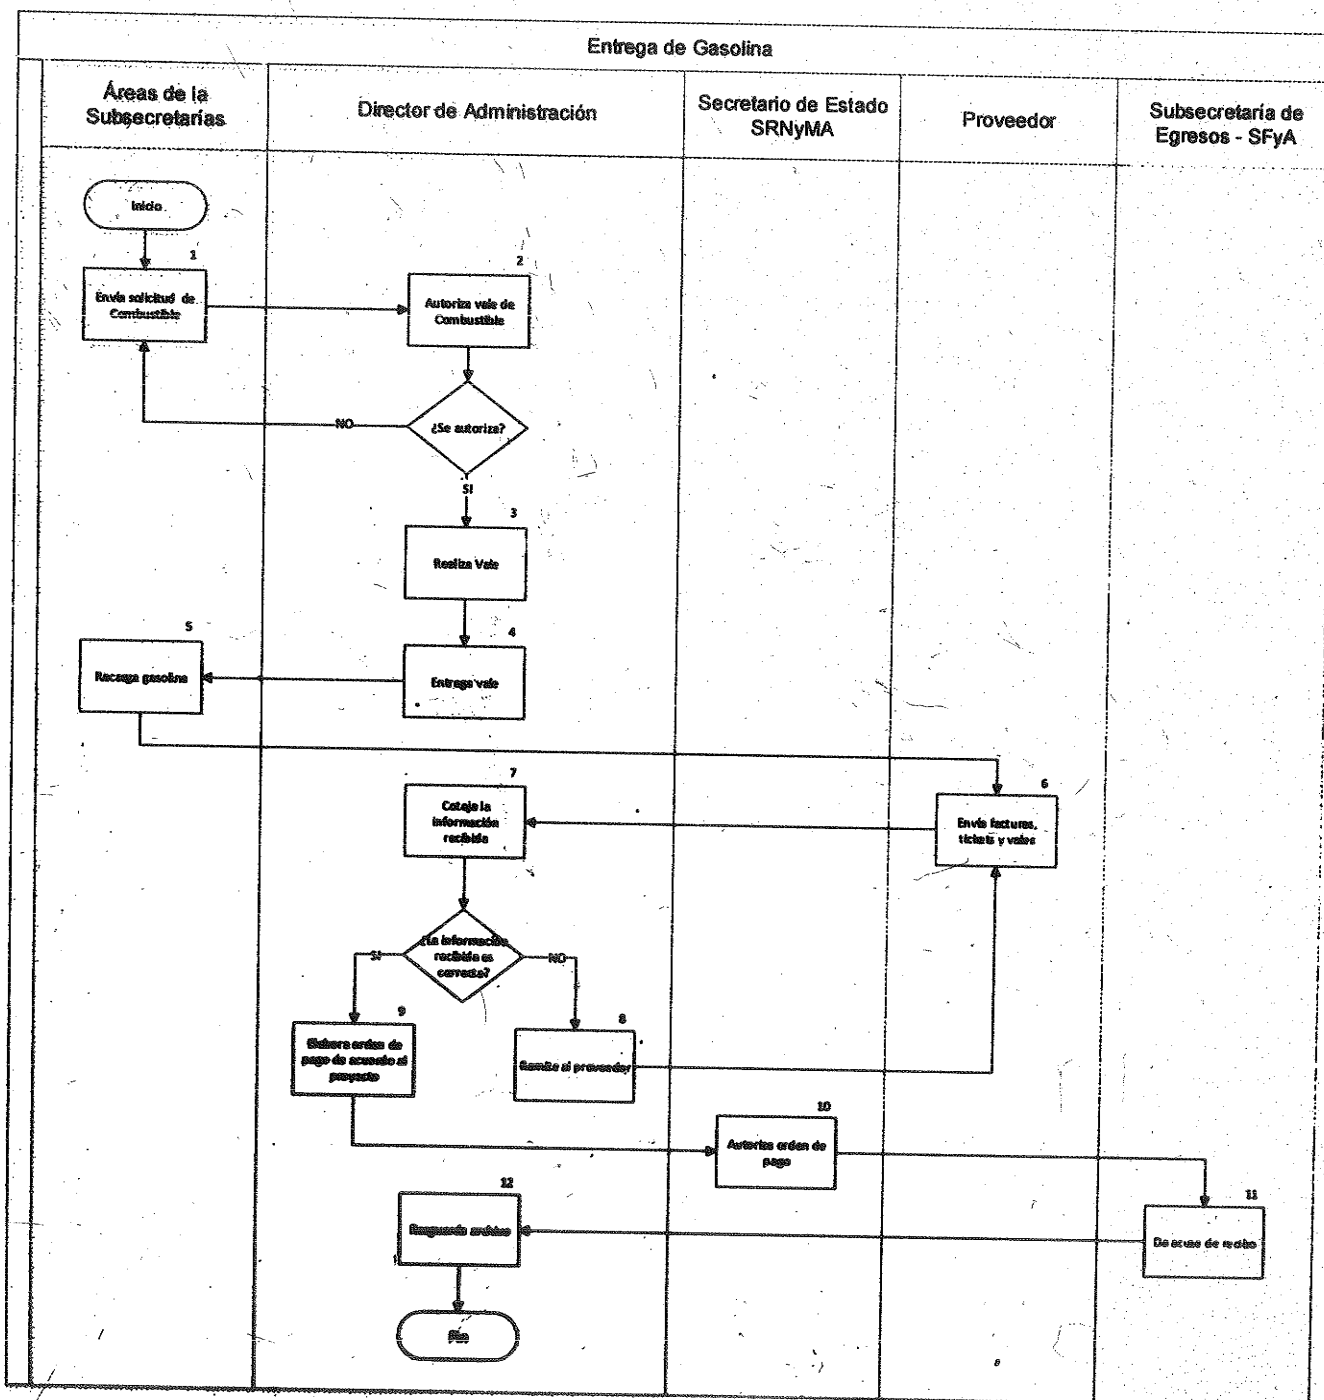 Entrega de Gasolina
Áreas de la
Subsecretarías
Director de Administración
Secretario de Estado
SRNyMA
Proveedor
Subsecretaría de
Egresos - SFyA
Inicio
1
Envía solicitud de
Combustible
2
Autoriza vale de
Combustible
¿Se autoriza?
NO
SI
3
Realiza Vale
4
Entrega vale
5
Recarga gasolina
6
Envía facturas,
tickets y vales
7
Coteja la
información
recibida
¿La información
recibida es
correcta?
SI
NO
8
Remite al proveedor
9
Elabora orden de
pago de acuerdo al
proyecto
10
Autoriza orden de
pago
11
Da acuse de recibo
12
Resguarda archivo
Fin